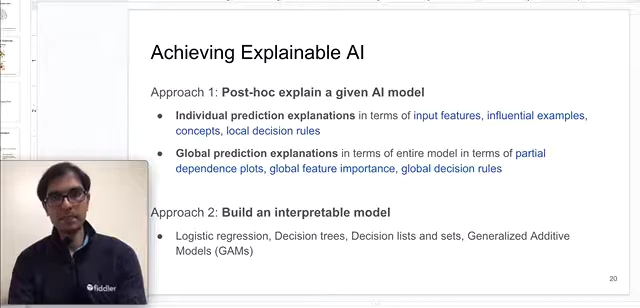 Achieving Explainable AI
Approach 1: Post-hoc explain a given AI model
● Individual prediction explanations in terms of input features, influential examples,
concepts, local decision rules
● Global prediction explanations in terms of entire model in terms of partial
dependence plots, global feature importance, global decision rules
Approach 2: Build an interpretable model
● Logistic regression, Decision trees, Decision lists and sets, Generalized Additive
Models (GAMs)
fiddler
20